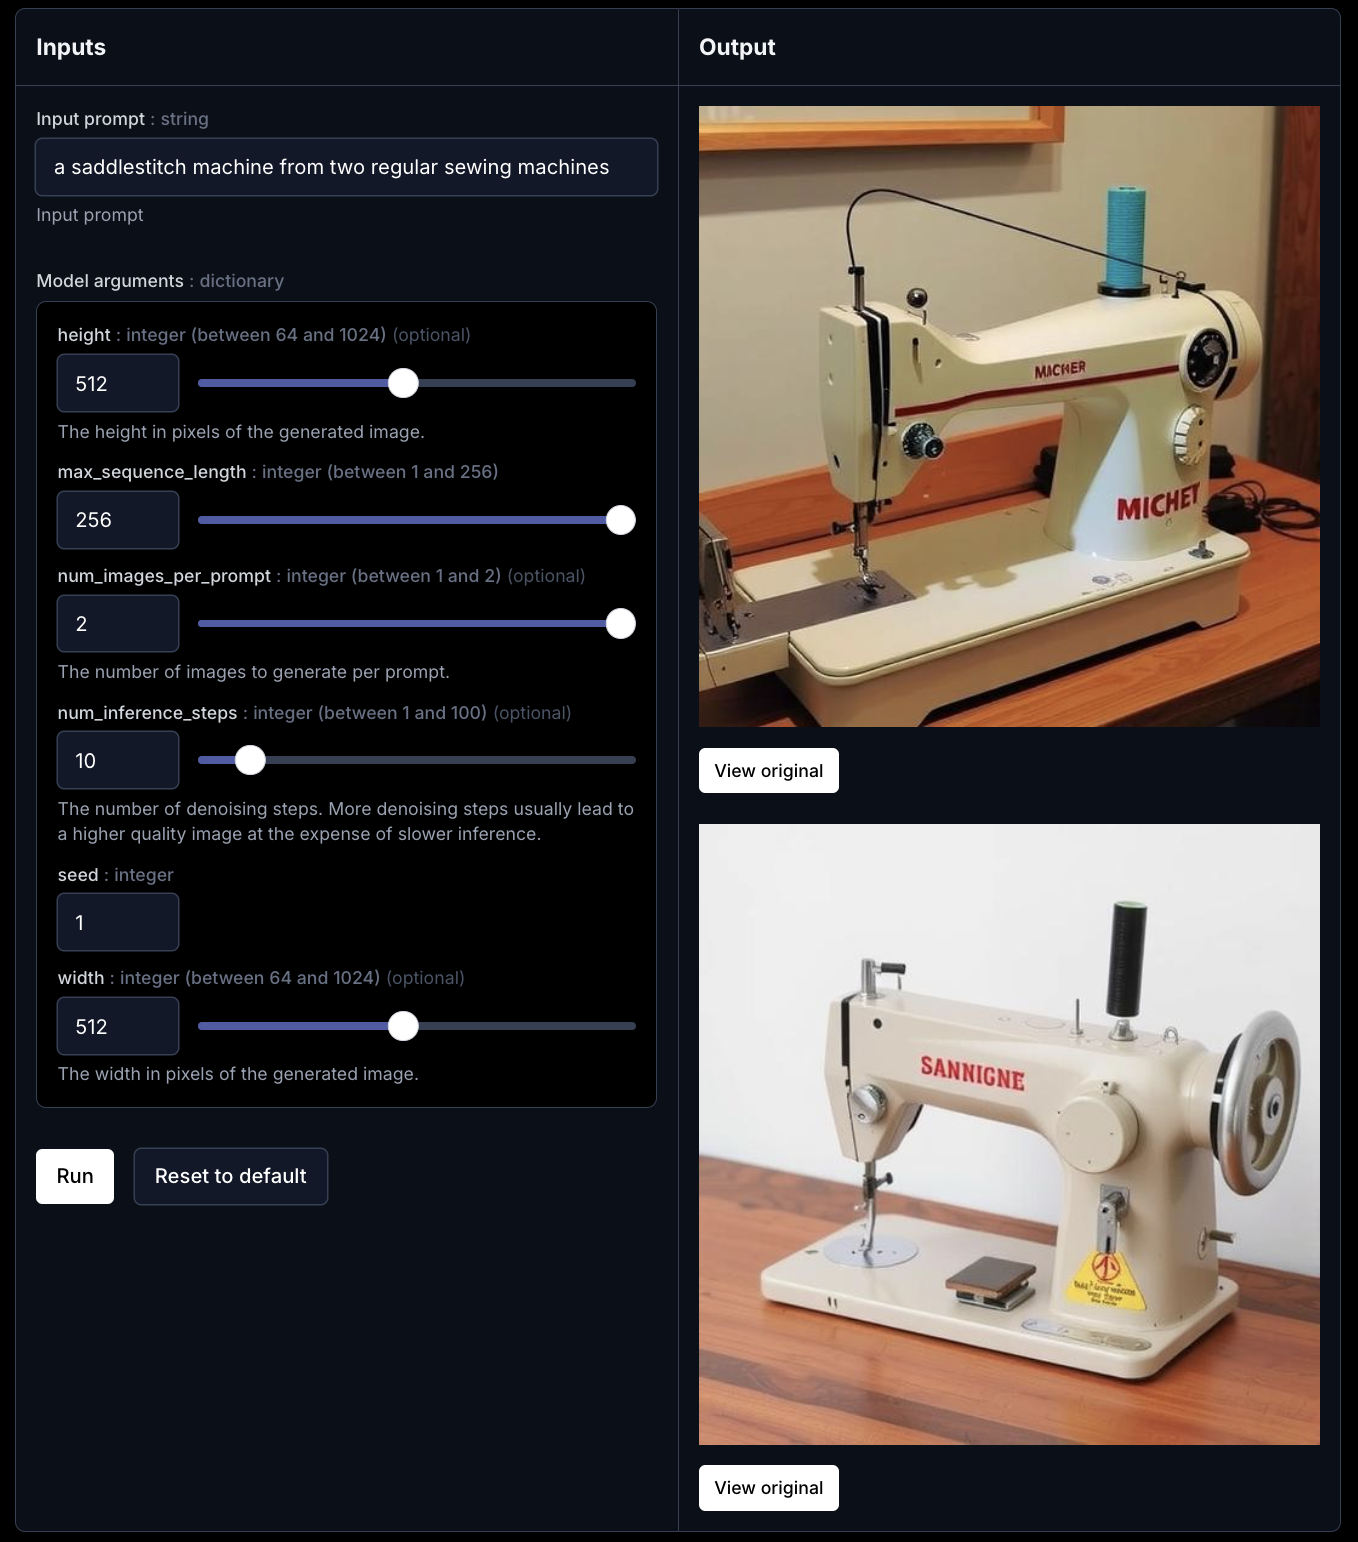 Inputs
Input prompt : string
a saddlestitch machine from two regular sewing machines
Input prompt
Model arguments : dictionary
height : integer (between 64 and 1024) (optional)
512
The height in pixels of the generated image.
max_sequence_length : integer (between 1 and 256)
256
num_images_per_prompt : integer (between 1 and 2) (optional)
2
The number of images to generate per prompt.
num_inference_steps : integer (between 1 and 100) (optional)
10
The number of denoising steps. More denoising steps usually lead to
a higher quality image at the expense of slower inference.
seed : integer
1
width : integer (between 64 and 1024) (optional)
512
The width in pixels of the generated image.
Run
Reset to default
Output
MACHER
MICHEY
View original
SANNIGNE
View original